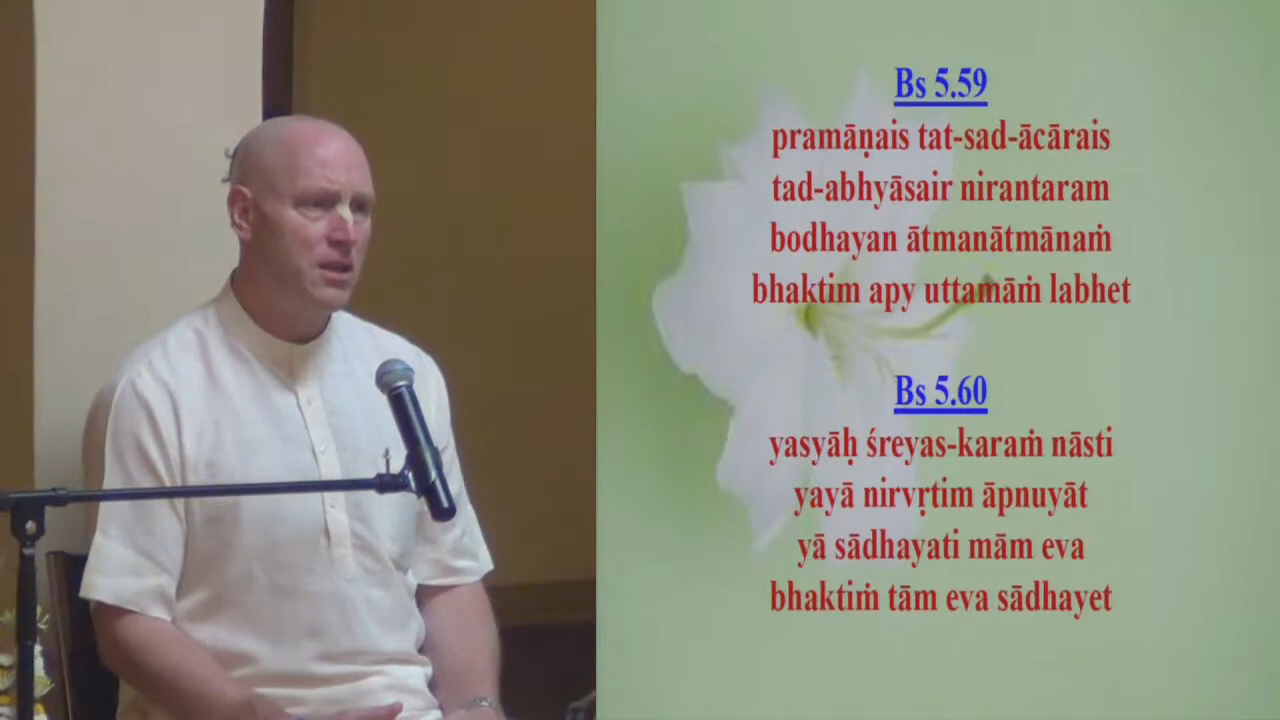 Bs 5.59
pramāṇais tat-sad-ācārais
tad-abhyāsair nirantaram
bodhayan ātmanātmānaṁ
bhaktim apy uttamāṁ labhet
Bs 5.60
yasyāḥ śreyas-karaṁ nāsti
yayā nirvṛtim āpnuyāt
yā sādhayati mām eva
bhaktiṁ tām eva sādhayet